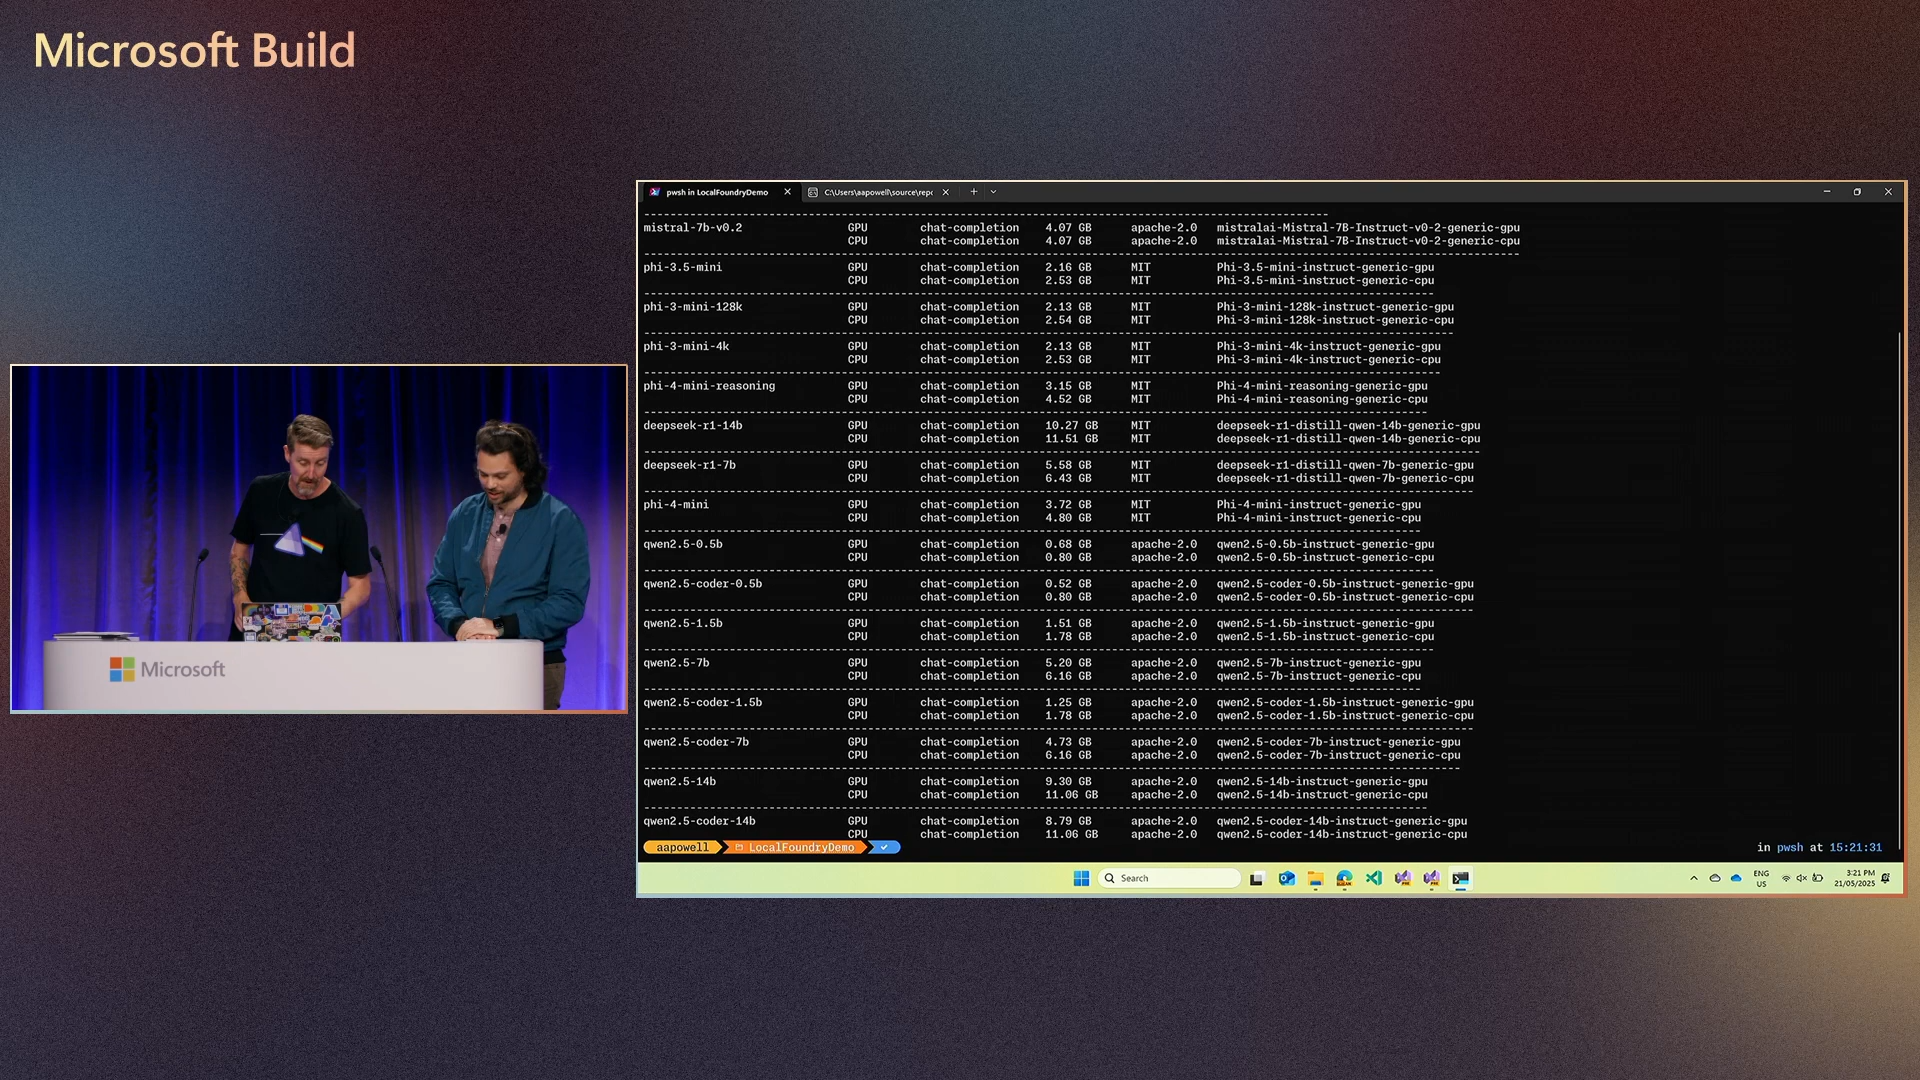 Microsoft Build
pwsh in LocalFoundryDemo
C:\Users\aapowell\source\repo
mistral-7b-v0.2 GPU chat-completion 4.07 GB apache-2.0 mistralai-Mistral-7B-Instruct-v0-2-generic-gpu
CPU chat-completion 4.07 GB apache-2.0 mistralai-Mistral-7B-Instruct-v0-2-generic-cpu
phi-3.5-mini GPU chat-completion 2.16 GB MIT Phi-3.5-mini-instruct-generic-gpu
CPU chat-completion 2.53 GB MIT Phi-3.5-mini-instruct-generic-cpu
phi-3-mini-128k GPU chat-completion 2.13 GB MIT Phi-3-mini-128k-instruct-generic-gpu
CPU chat-completion 2.54 GB MIT Phi-3-mini-128k-instruct-generic-cpu
phi-3-mini-4k GPU chat-completion 2.13 GB MIT Phi-3-mini-4k-instruct-generic-gpu
CPU chat-completion 2.53 GB MIT Phi-3-mini-4k-instruct-generic-cpu
phi-4-mini-reasoning GPU chat-completion 3.15 GB MIT Phi-4-mini-reasoning-generic-gpu
CPU chat-completion 4.52 GB MIT Phi-4-mini-reasoning-generic-cpu
deepseek-r1-14b GPU chat-completion 10.27 GB MIT deepseek-r1-distill-qwen-14b-generic-gpu
CPU chat-completion 11.51 GB MIT deepseek-r1-distill-qwen-14b-generic-cpu
deepseek-r1-7b GPU chat-completion 5.58 GB MIT deepseek-r1-distill-qwen-7b-generic-gpu
CPU chat-completion 6.43 GB MIT deepseek-r1-distill-qwen-7b-generic-cpu
phi-4-mini GPU chat-completion 3.72 GB MIT Phi-4-mini-instruct-generic-gpu
CPU chat-completion 4.80 GB MIT Phi-4-mini-instruct-generic-cpu
qwen2.5-0.5b GPU chat-completion 0.68 GB apache-2.0 qwen2.5-0.5b-instruct-generic-gpu
CPU chat-completion 0.80 GB apache-2.0 qwen2.5-0.5b-instruct-generic-cpu
qwen2.5-coder-0.5b GPU chat-completion 0.52 GB apache-2.0 qwen2.5-coder-0.5b-instruct-generic-gpu
CPU chat-completion 0.80 GB apache-2.0 qwen2.5-coder-0.5b-instruct-generic-cpu
qwen2.5-1.5b GPU chat-completion 1.51 GB apache-2.0 qwen2.5-1.5b-instruct-generic-gpu
CPU chat-completion 1.78 GB apache-2.0 qwen2.5-1.5b-instruct-generic-cpu
qwen2.5-7b GPU chat-completion 5.20 GB apache-2.0 qwen2.5-7b-instruct-generic-gpu
CPU chat-completion 6.16 GB apache-2.0 qwen2.5-7b-instruct-generic-cpu
qwen2.5-coder-1.5b GPU chat-completion 1.25 GB apache-2.0 qwen2.5-coder-1.5b-instruct-generic-gpu
CPU chat-completion 1.78 GB apache-2.0 qwen2.5-coder-1.5b-instruct-generic-cpu
qwen2.5-coder-7b GPU chat-completion 4.73 GB apache-2.0 qwen2.5-coder-7b-instruct-generic-gpu
CPU chat-completion 6.16 GB apache-2.0 qwen2.5-coder-7b-instruct-generic-cpu
qwen2.5-14b GPU chat-completion 9.30 GB apache-2.0 qwen2.5-14b-instruct-generic-gpu
CPU chat-completion 11.06 GB apache-2.0 qwen2.5-14b-instruct-generic-cpu
qwen2.5-coder-14b GPU chat-completion 8.79 GB apache-2.0 qwen2.5-coder-14b-instruct-generic-gpu
CPU chat-completion 11.06 GB apache-2.0 qwen2.5-coder-14b-instruct-generic-cpu
aapowell LocalFoundryDemo in pwsh at 15:21:31
Search
ENG
US
3:21 PM
21/05/2025
Microsoft